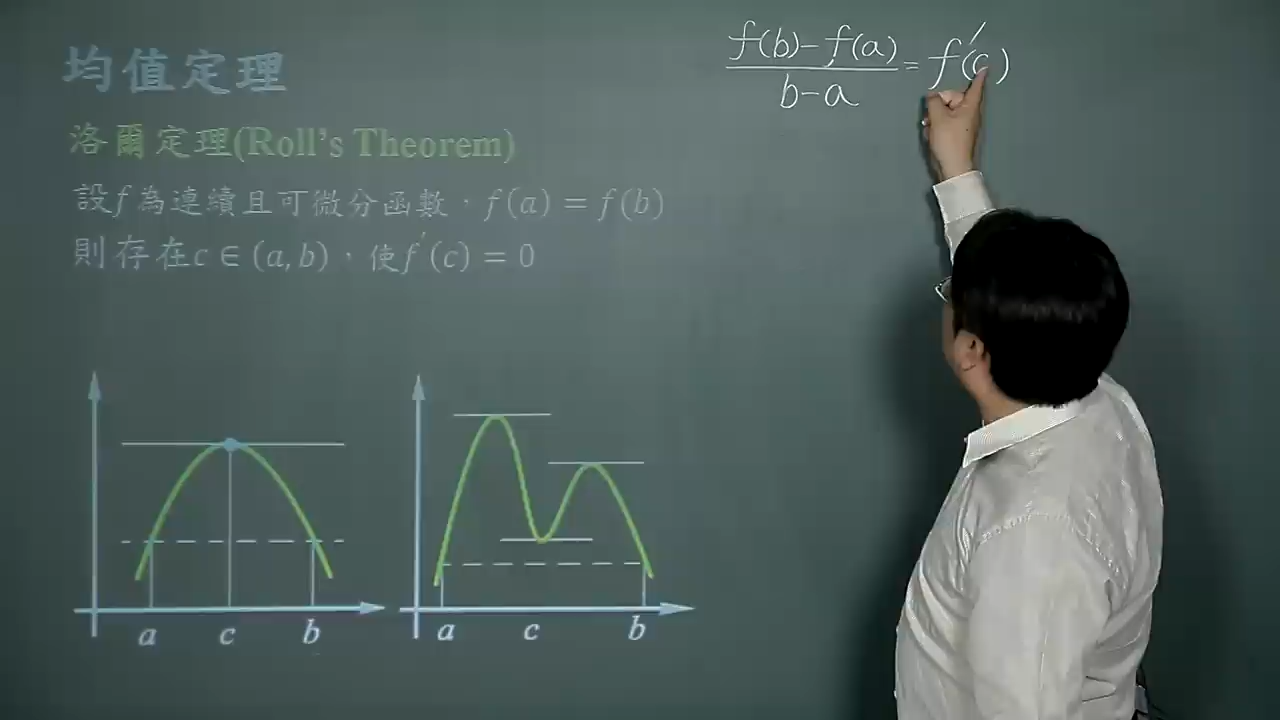 均值定理
洛爾定理(Roll's Theorem)
設f為連續且可微分函數，f(a) = f(b)
則存在c ∈ (a, b)，使f′(c) = 0
f(b)-f(a)
b-a
= f′(c)
a c b
a c b